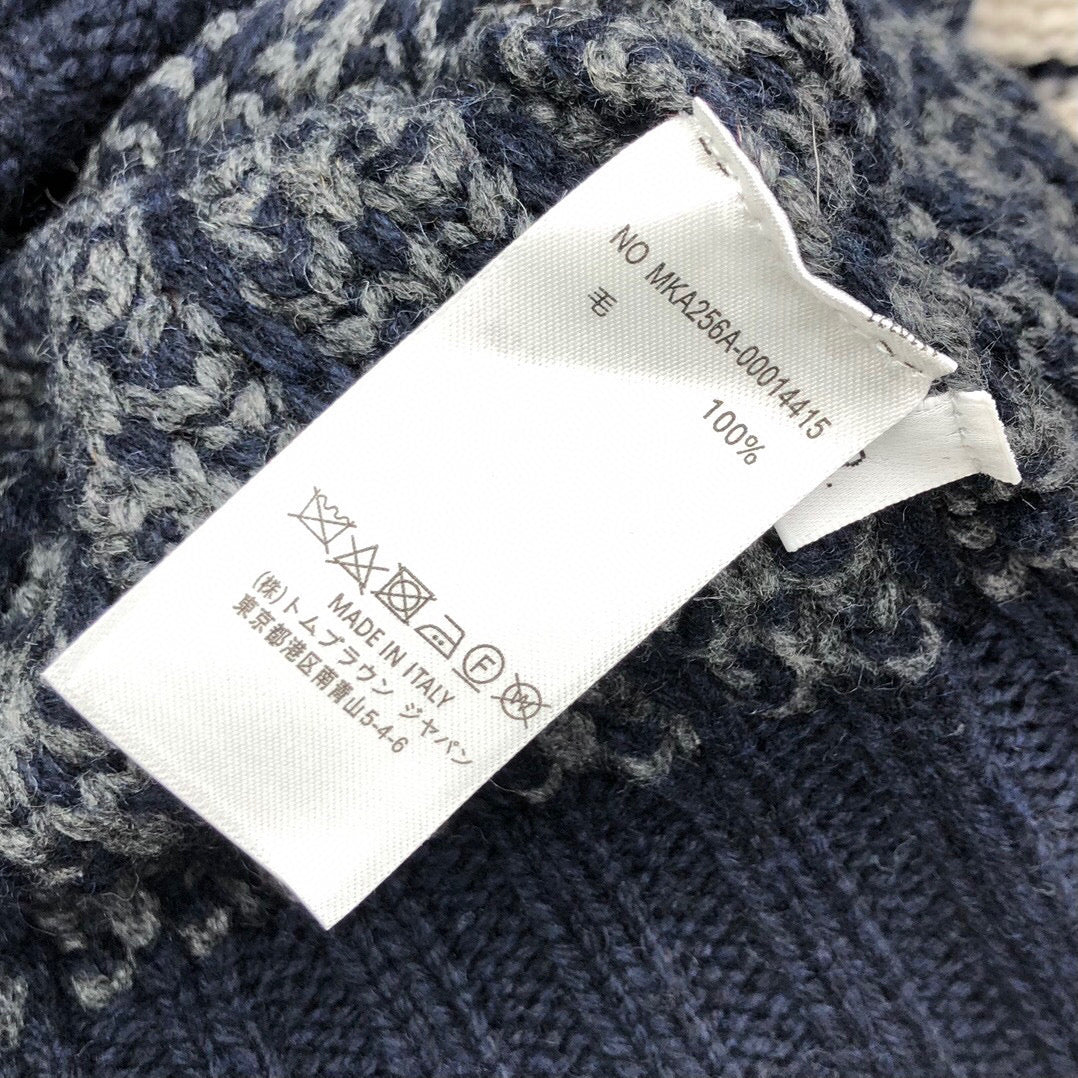 NO MKA256A-00014415
毛 100%
F
W
MADE IN ITALY
(株)トムブラウン ジャパン
東京都港区南青山5-4-6